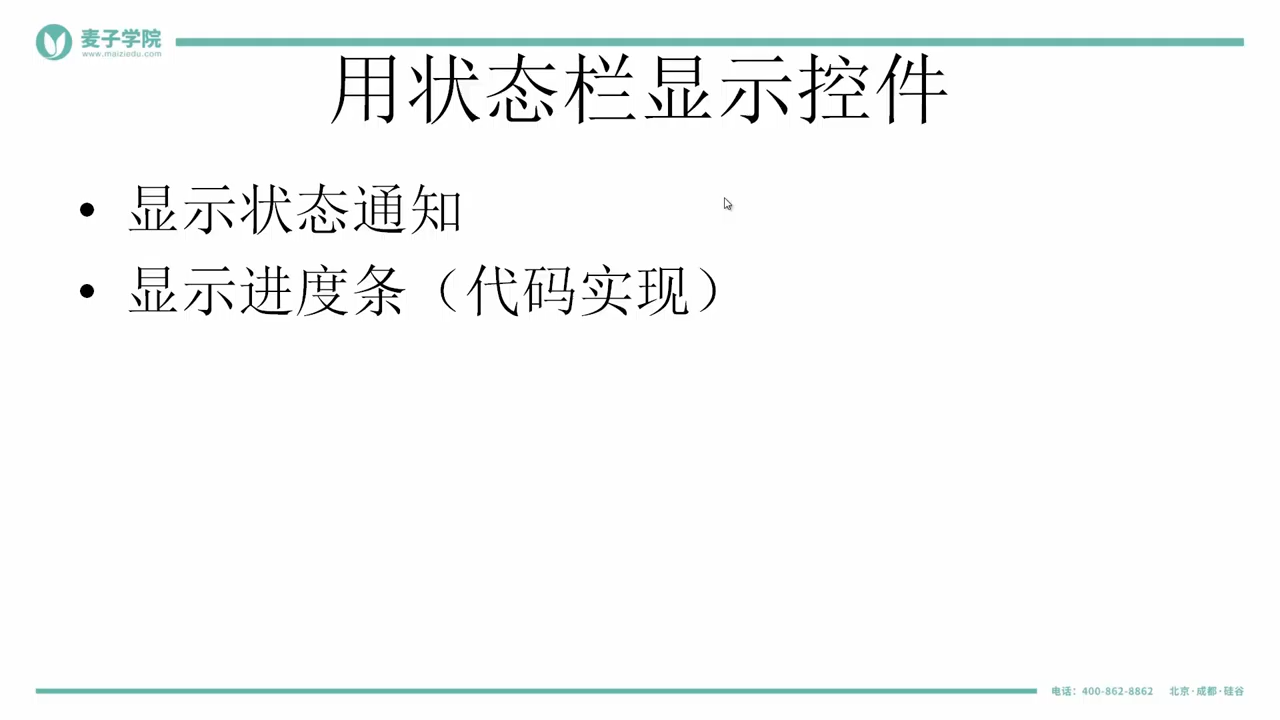 麦子学院
www.maiziedu.com
用状态栏显示控件
• 显示状态通知
• 显示进度条（代码实现）
电话：400-862-8862 北京·成都·硅谷